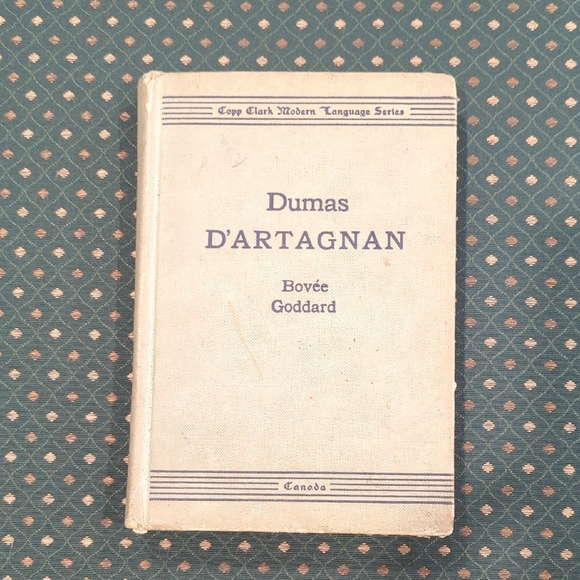 Copp Clark Modern Language Series
Dumas
D'ARTAGNAN
Bovée
Goddard
Canada